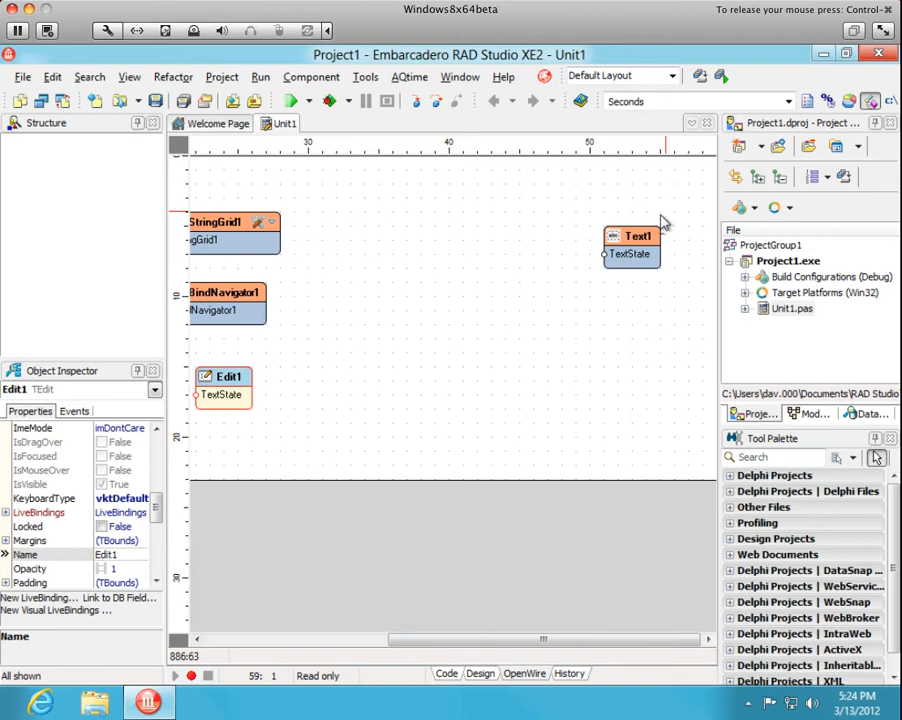 Windows8x64beta
To release your mouse press: Control-⌘
Project1 - Embarcadero RAD Studio XE2 - Unit1
File Edit Search View Refactor Project Run Component Tools AQtime Window Help
Default Layout
Seconds
Structure
Welcome Page
Unit1
30 40 50
10
20
30
StringGrid1
ngGrid1
BindNavigator1
lNavigator1
Edit1
TextState
Text1
TextState
Object Inspector
Edit1 TEdit
Properties Events
ImeMode imDontCare
IsDragOver False
IsFocused False
IsMouseOver False
IsVisible True
KeyboardType vktDefault
LiveBindings LiveBindings
Locked False
Margins (TBounds)
Name Edit1
Opacity 1
Padding (TBounds)
New LiveBinding... Link to DB Field...
New Visual LiveBindings ...
Name
All shown
886:63
59: 1
Read only
Code Design OpenWire History
Project1.dproj - Project ...
File
ProjectGroup1
Project1.exe
Build Configurations (Debug)
Target Platforms (Win32)
Unit1.pas
C:\Users\dav.000\Documents\RAD Studio
Proje... Mod... Data...
Tool Palette
Search
Delphi Projects
Delphi Projects | Delphi Files
Other Files
Profiling
Design Projects
Web Documents
Delphi Projects | DataSnap ...
Delphi Projects | WebServic...
Delphi Projects | WebSnap
Delphi Projects | WebBroker
Delphi Projects | IntraWeb
Delphi Projects | ActiveX
Delphi Projects | Inheritabl...
Delphi Projects | XML
5:24 PM
3/13/2012